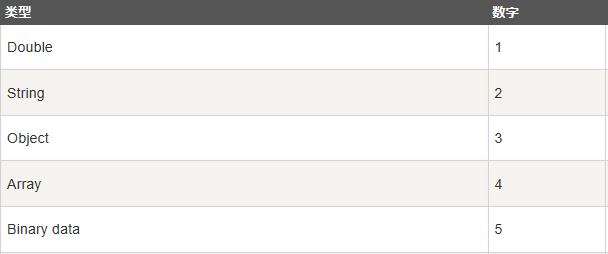 类型 数字
Double 1
String 2
Object 3
Array 4
Binary data 5